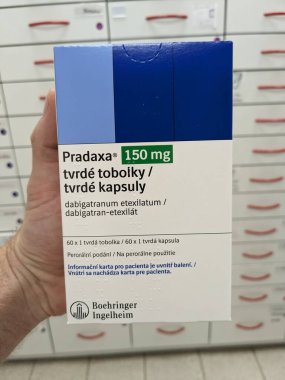 Pradaxa® 150 mg
tvrdé tobolky /
tvrdé kapsuly
dabigatranum etexilatum /
dabigatran-etexilát
60 x 1 tvrdá tobolka / 60 x 1 tvrdá kapsula
Perorální podání / Na perorálne použitie
Informační karta pro pacienta je uvnitř balení. /
Vnútri sa nachádza karta pre pacienta.
Boehringer
Ingelheim